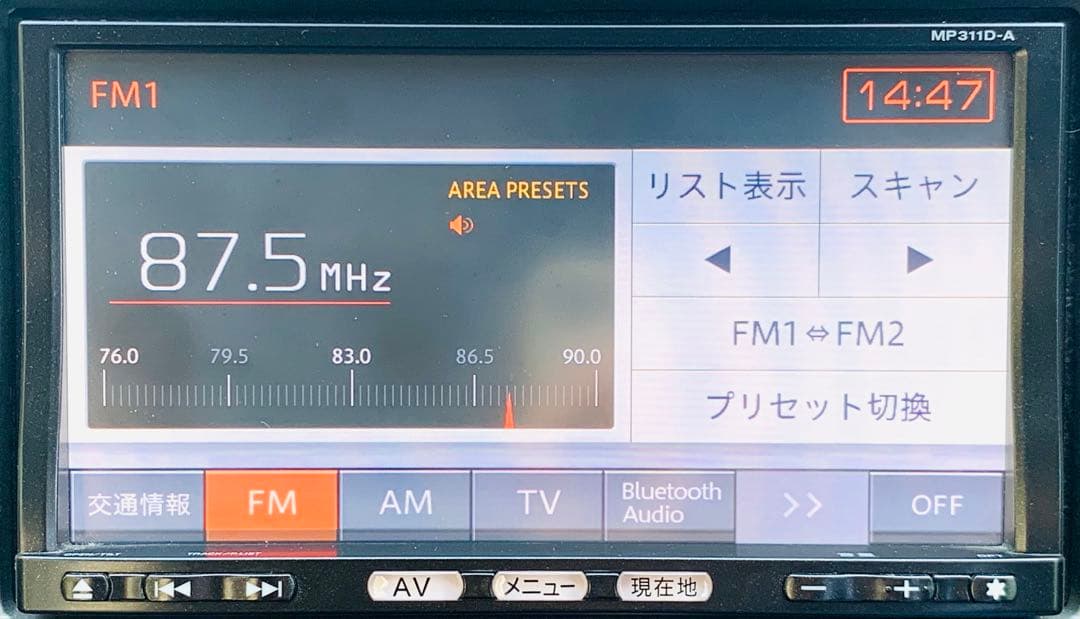 MP311D-A
FM1
14:47
AREA PRESETS
87.5 MHz
76.0 79.5 83.0 86.5 90.0
リスト表示
スキャン
◀ ▶
FM1⇔FM2
プリセット切換
交通情報
FM
AM
TV
Bluetooth
Audio
>>
OFF
AV
メニュー
現在地
− +